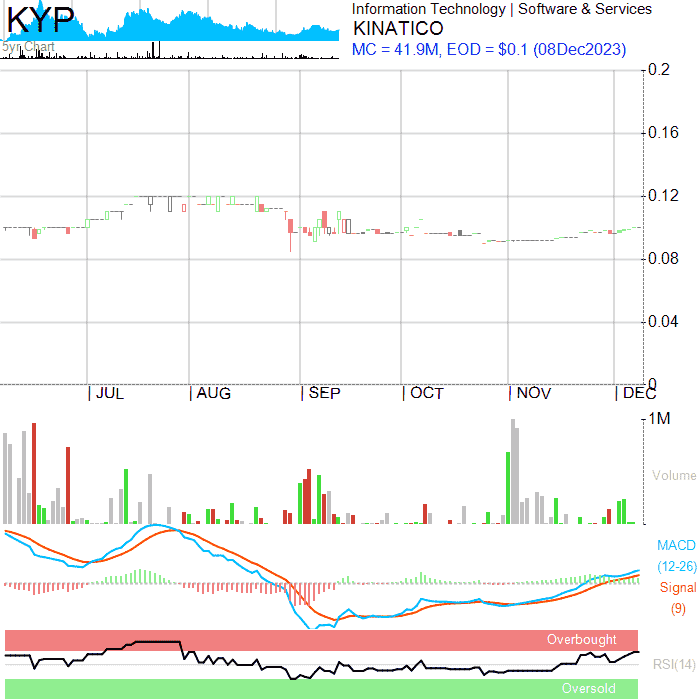 KYP
5yr Chart
Information Technology | Software & Services
KINATICO
MC = 41.9M, EOD = $0.1 (08Dec2023)
0.2
0.16
0.12
0.08
0.04
0
JUL
AUG
SEP
OCT
NOV
DEC
1M
Volume
MACD
(12-26)
Signal
(9)
Overbought
RSI(14)
Oversold